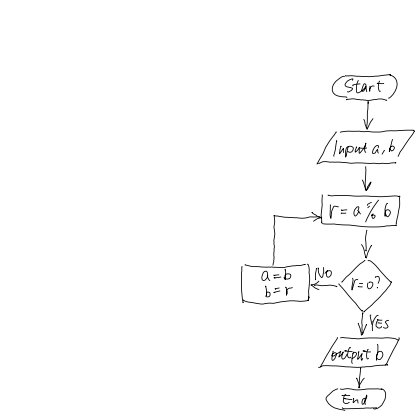 Start
Input a, b
r = a % b
r=0?
NO
a=b
b=r
YES
output b
End